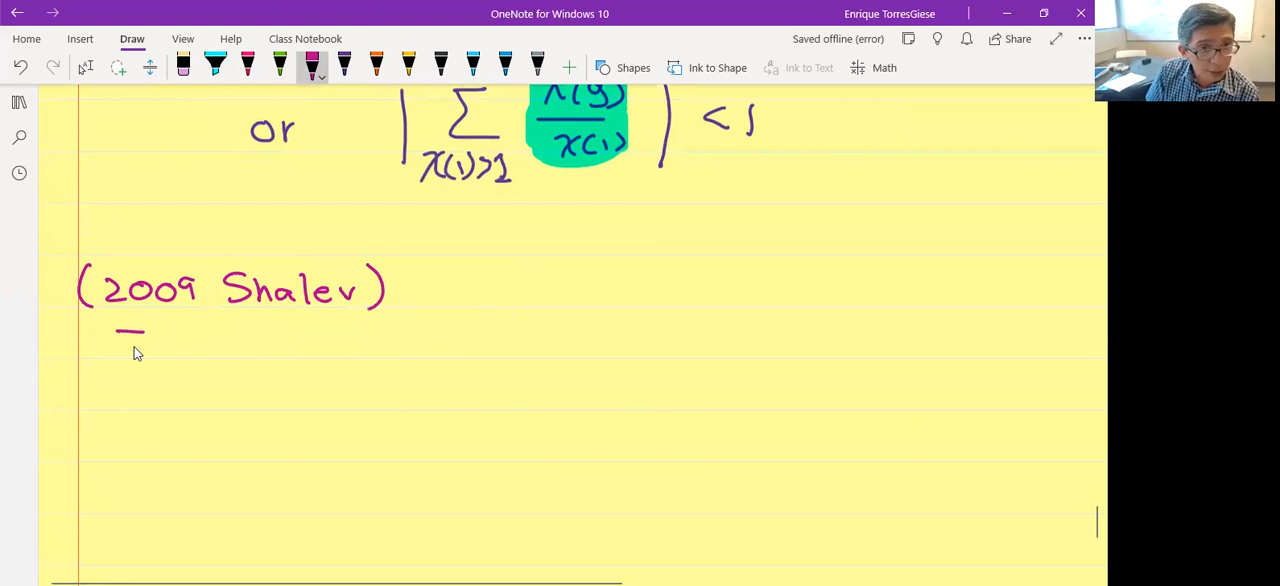 OneNote for Windows 10
Enrique TorresGiese
Home Insert Draw View Help Class Notebook
Saved offline (error)
Share
Shapes
Ink to Shape
Ink to Text
Math
or | ∑ χ(g) / χ(1) | < 1
χ(1)>1
(2009 Shalev)